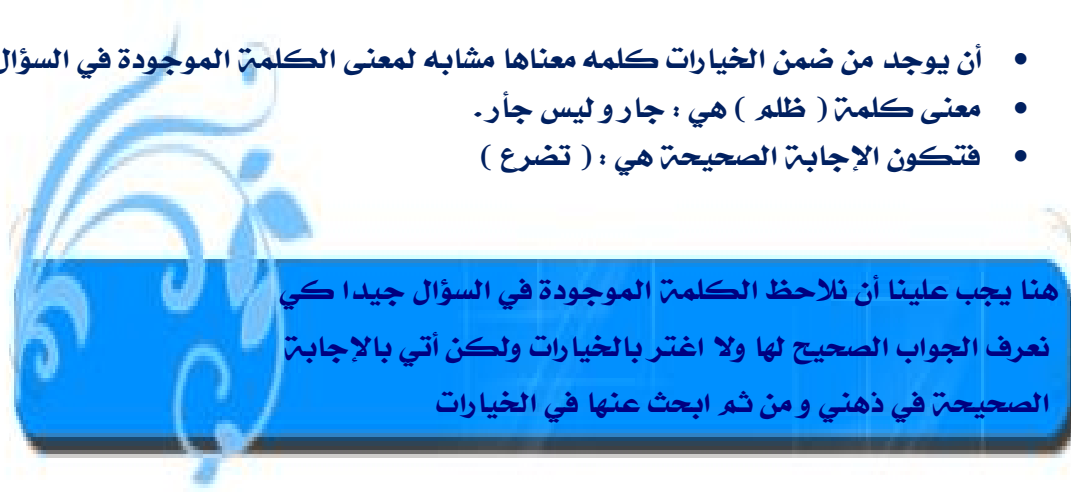 • أن يوجد من ضمن الخيارات كلمه معناها مشابه لمعنى الكلمة الموجودة في السؤال
• معنى كلمة ( ظلم ) هي : جار و ليس جأر .
• فتكون الإجابة الصحيحة هي : ( تضرع )
هنا يجب علينا أن نلاحظ الكلمة الموجودة في السؤال جيدا كي
نعرف الجواب الصحيح لها ولا اغتر بالخيارات ولكن أتي بالإجابة
الصحيحة في ذهني و من ثم ابحث عنها في الخيارات